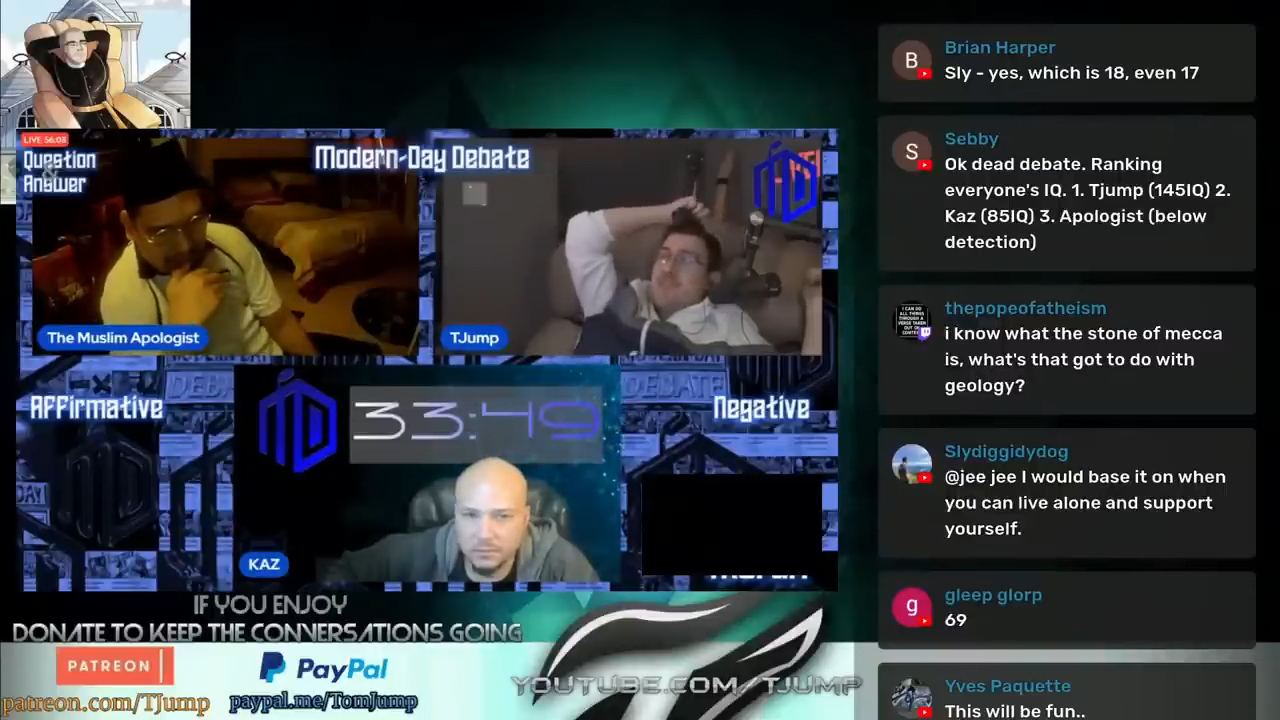 LIVE 56:03
Question
&
Answer
Modern-Day Debate
The Muslim Apologist
TJump
Affirmative
Negative
DEBATE
33:49
KAZ
IF YOU ENJOY
DONATE TO KEEP THE CONVERSATIONS GOING
PATREON
PayPal
patreon.com/TJump
paypal.me/TomJump
YOUTUBE.COM/TJUMP
B
Brian Harper
Sly - yes, which is 18, even 17
S
Sebby
Ok dead debate. Ranking
everyone's IQ. 1. Tjump (145IQ) 2.
Kaz (85IQ) 3. Apologist (below
detection)
thepopeofatheism
i know what the stone of mecca
is, what's that got to do with
geology?
Slydiggidydog
@jee jee I would base it on when
you can live alone and support
yourself.
g
gleep glorp
69
Yves Paquette
This will be fun..